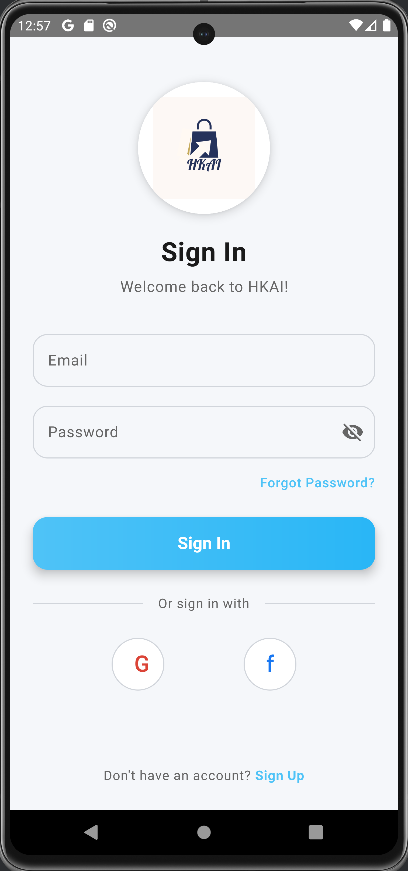 12:57
HKAI
Sign In
Welcome back to HKAI!
Email
Password
Forgot Password?
Sign In
Or sign in with
G f
Don't have an account? Sign Up